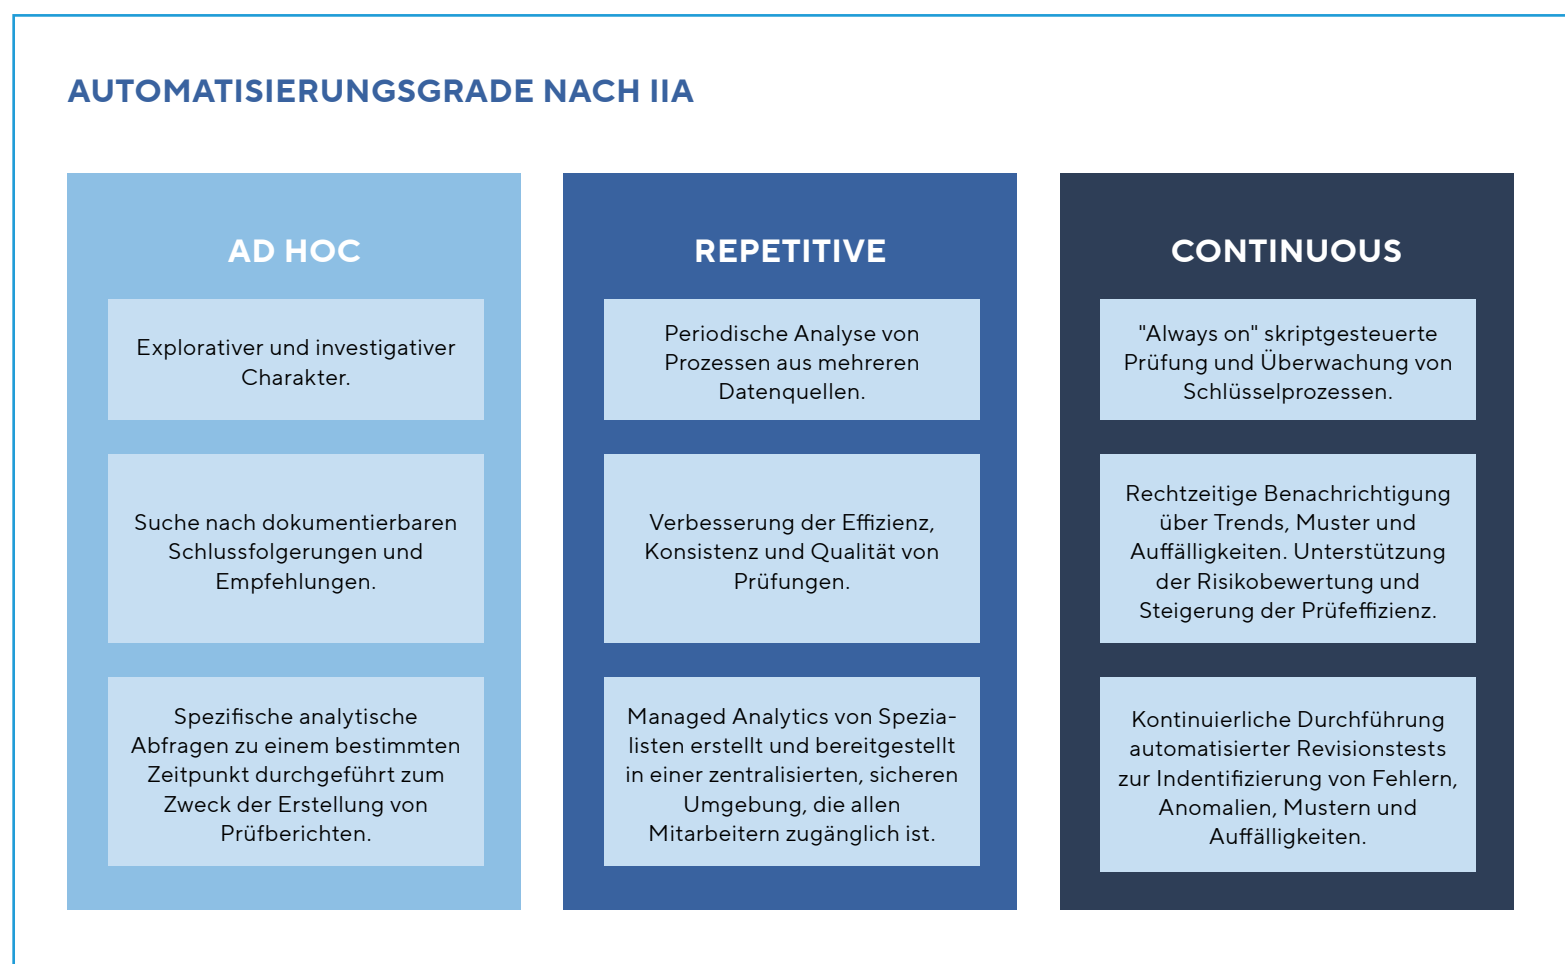 AUTOMATISIERUNGSGRADE NACH IIA
AD HOC
Explorativer und investigativer
Charakter.
Suche nach dokumentierbaren
Schlussfolgerungen und
Empfehlungen.
Spezifische analytische
Abfragen zu einem bestimmten
Zeitpunkt durchgeführt zum
Zweck der Erstellung von
Prüfberichten.
REPETITIVE
Periodische Analyse von
Prozessen aus mehreren
Datenquellen.
Verbesserung der Effizienz,
Konsistenz und Qualität von
Prüfungen.
Managed Analytics von Spezia-
listen erstellt und bereitgestellt
in einer zentralisierten, sicheren
Umgebung, die allen
Mitarbeitern zugänglich ist.
CONTINUOUS
"Always on" skriptgesteuerte
Prüfung und Überwachung von
Schlüsselprozessen.
Rechtzeitige Benachrichtigung
über Trends, Muster und
Auffälligkeiten. Unterstützung
der Risikobewertung und
Steigerung der Prüfeffizienz.
Kontinuierliche Durchführung
automatisierter Revisionstests
zur Indentifizierung von Fehlern,
Anomalien, Mustern und
Auffälligkeiten.